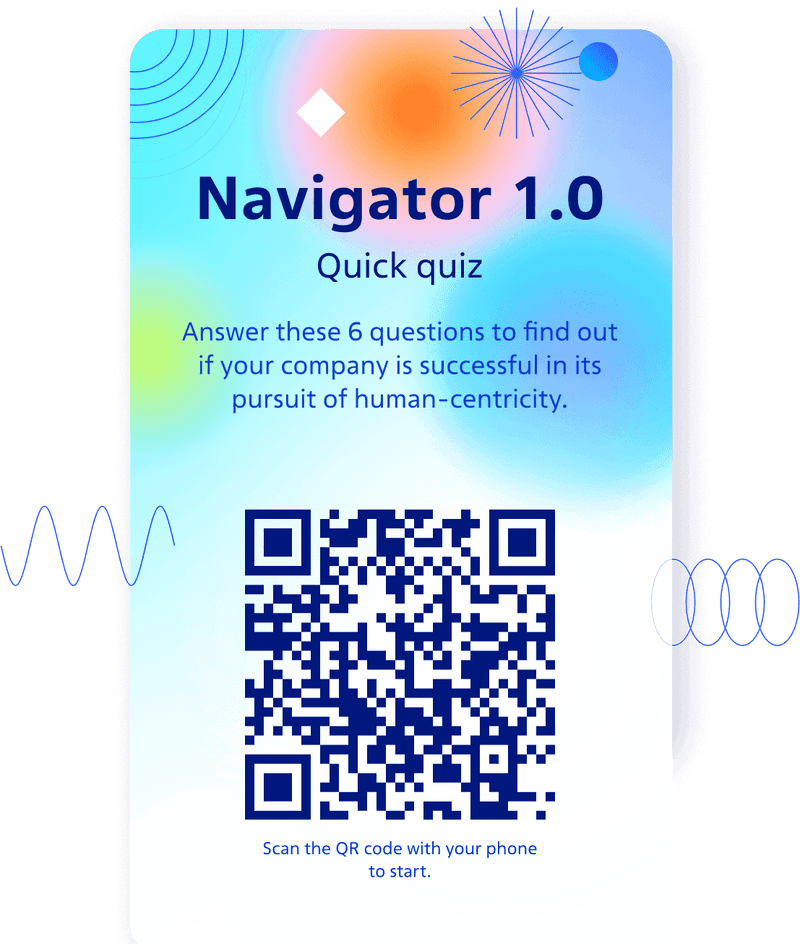 Navigator 1.0
Quick quiz
Answer these 6 questions to find out
if your company is successful in its
pursuit of human-centricity.
Scan the QR code with your phone
to start.